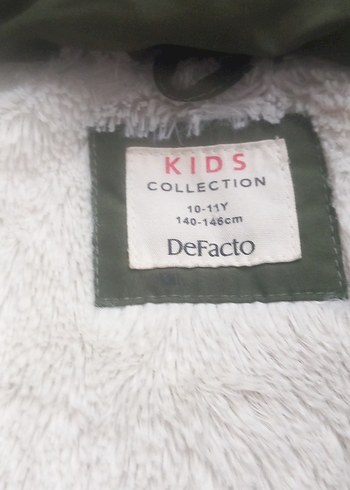 KIDS
COLLECTION
10-11Y
140-146cm
DeFacto